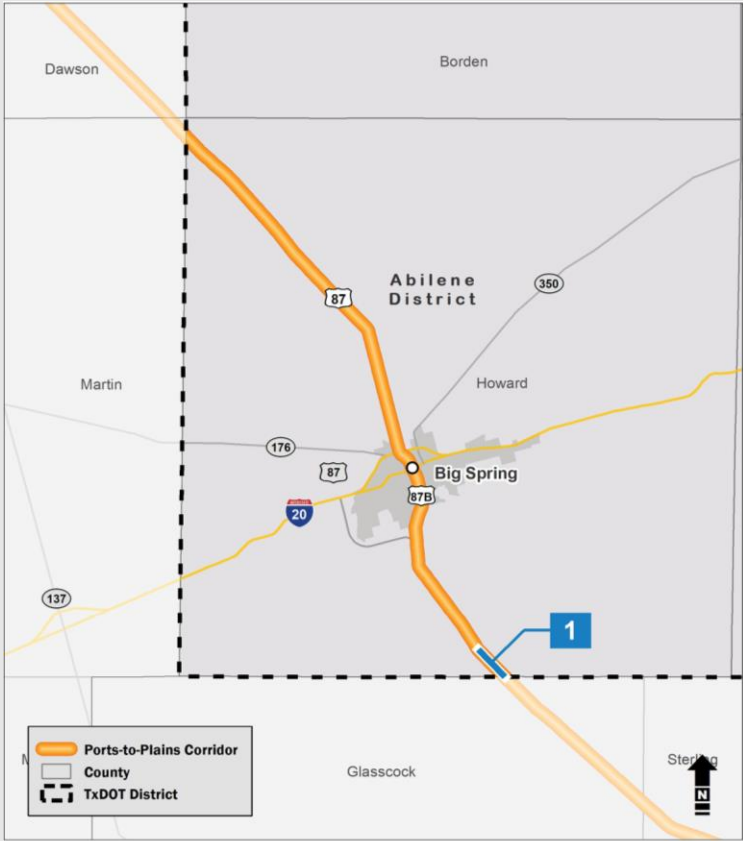 Dawson
Borden
Abilene
District
87
350
Martin
Howard
176
87
Big Spring
87B
20
137
1
Ports-to-Plains Corridor
County
TxDOT District
M
Glasscock
Sterling
N